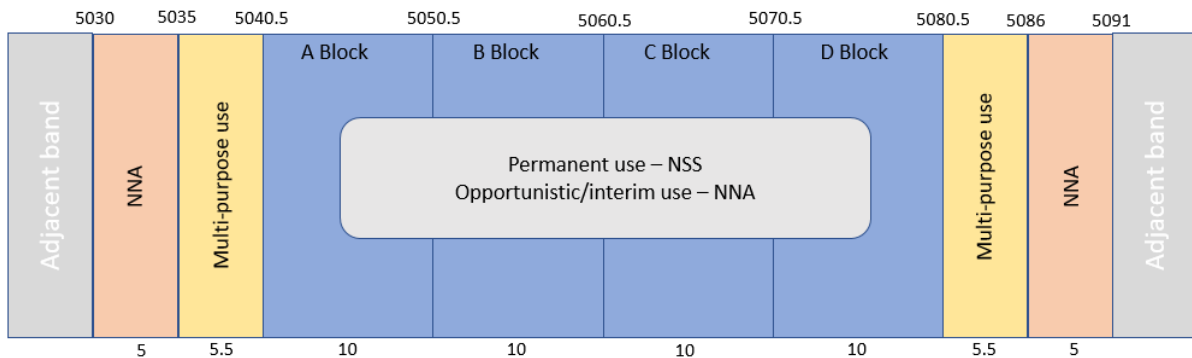 5030 5035 5040.5 5050.5 5060.5 5070.5 5080.5 5086 5091
Adjacent band
NNA
Multi-purpose use
A Block
B Block
C Block
D Block
Permanent use – NSS
Opportunistic/interim use – NNA
Multi-purpose use
NNA
Adjacent band
5 5.5 10 10 10 10 5.5 5